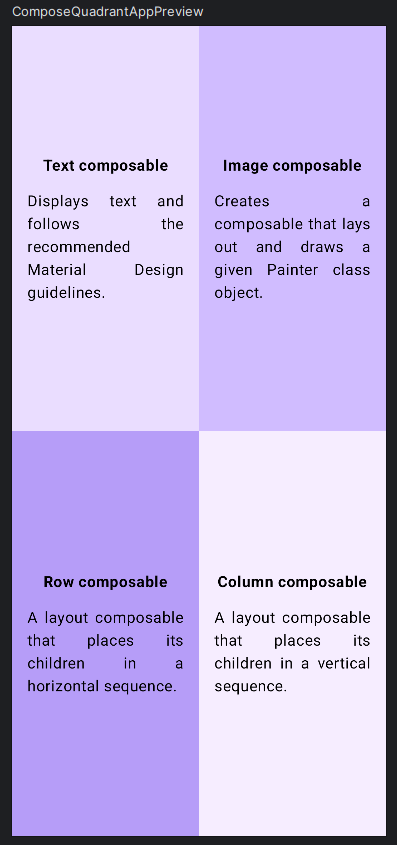 ComposeQuadrantAppPreview
Text composable
Displays text and
follows the
recommended
Material Design
guidelines.
Image composable
Creates a
composable that lays
out and draws a
given Painter class
object.
Row composable
A layout composable
that places its
children in a
horizontal sequence.
Column composable
A layout composable
that places its
children in a vertical
sequence.